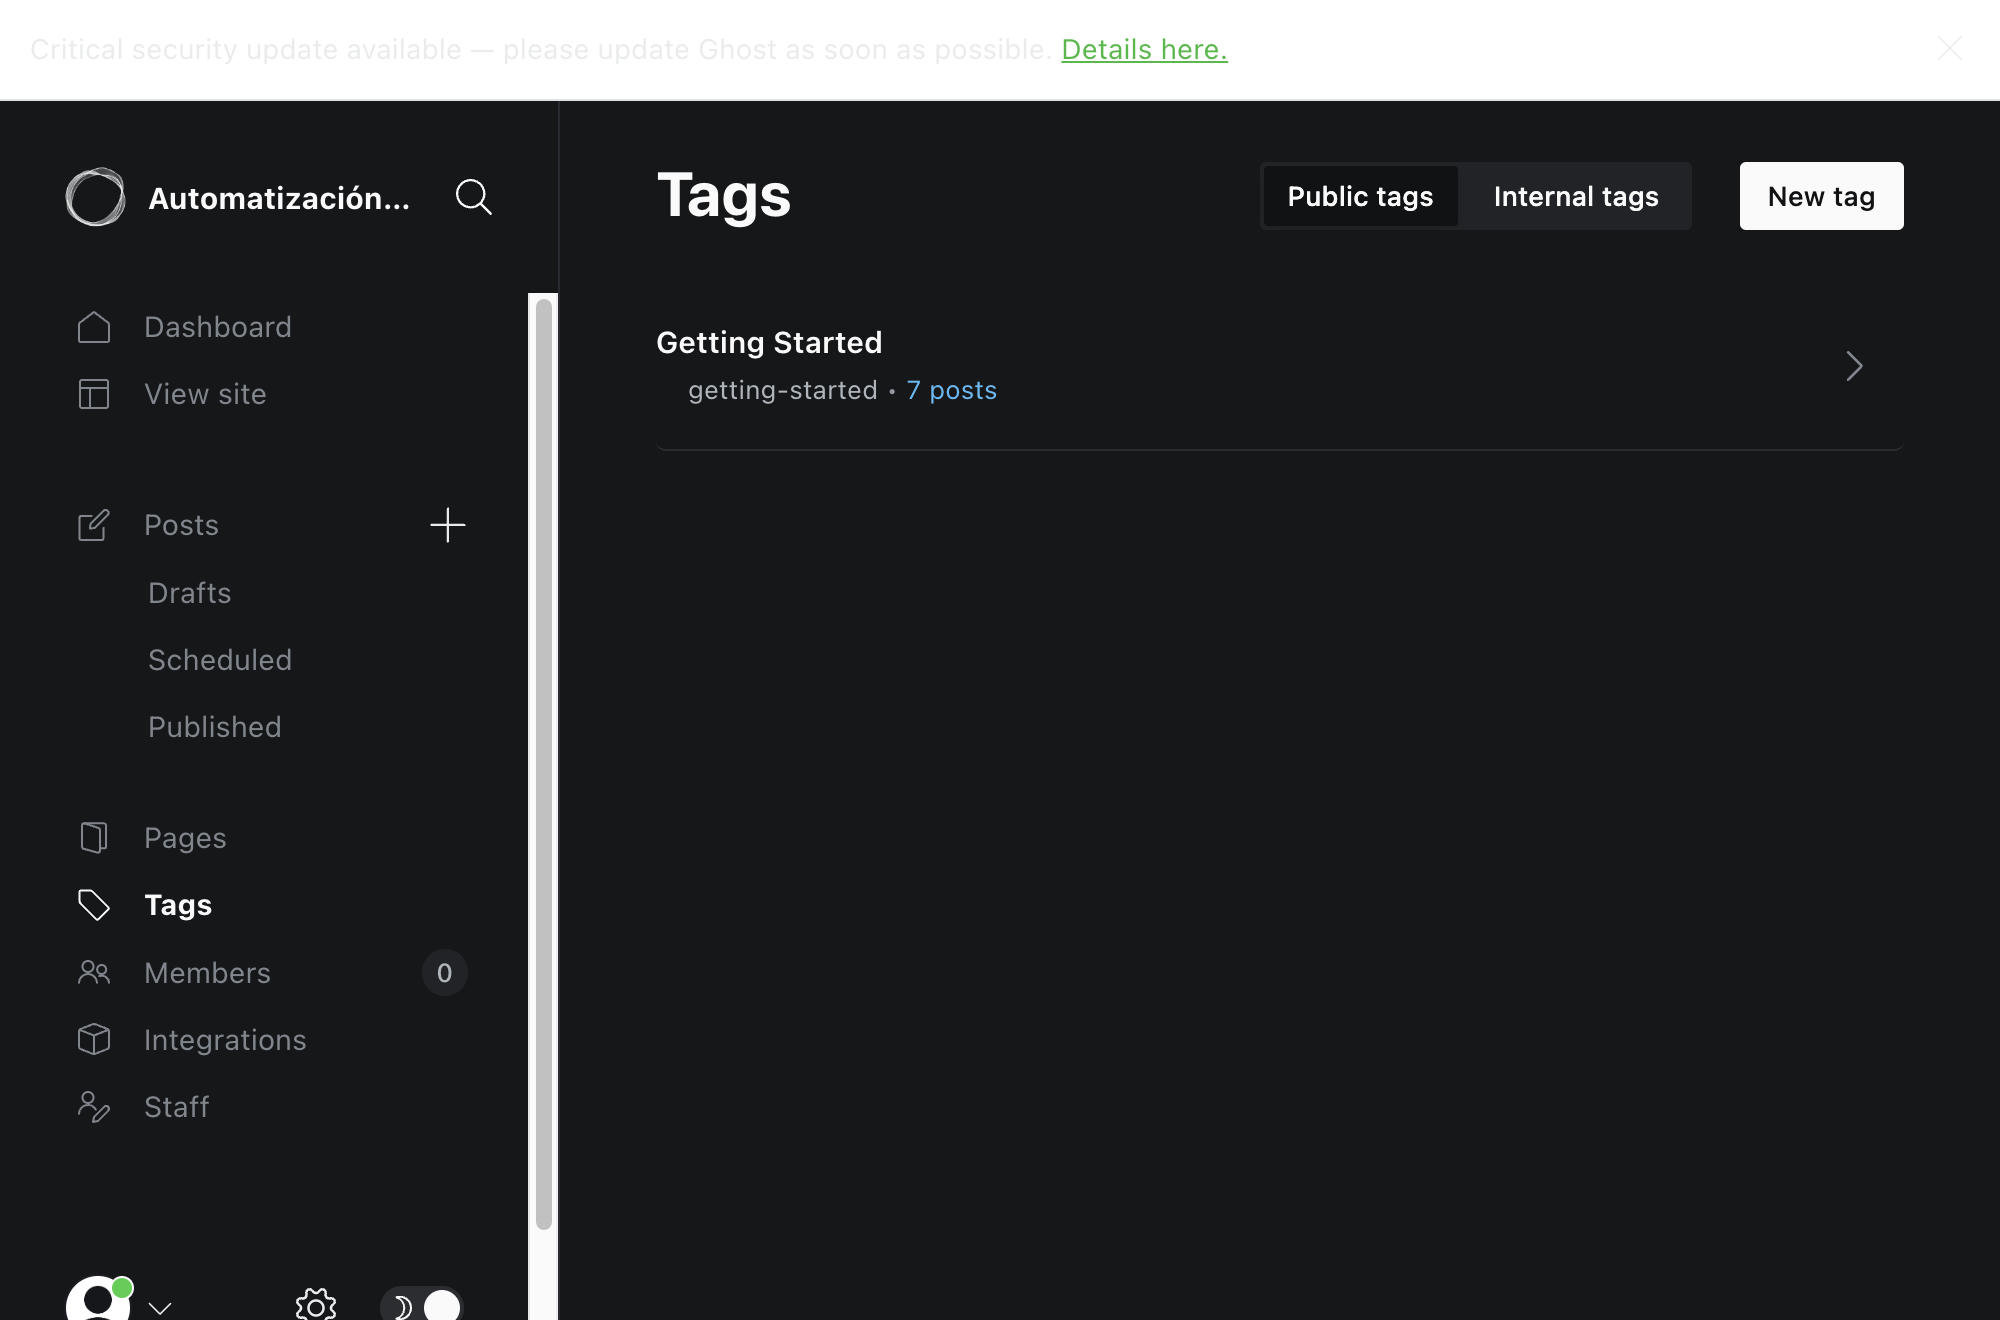 Critical security update available — please update Ghost as soon as possible. Details here.
Automatización...
Dashboard
View site
Posts
Drafts
Scheduled
Published
Pages
Tags
Members 0
Integrations
Staff
Tags
Public tags
Internal tags
New tag
Getting Started
getting-started • 7 posts